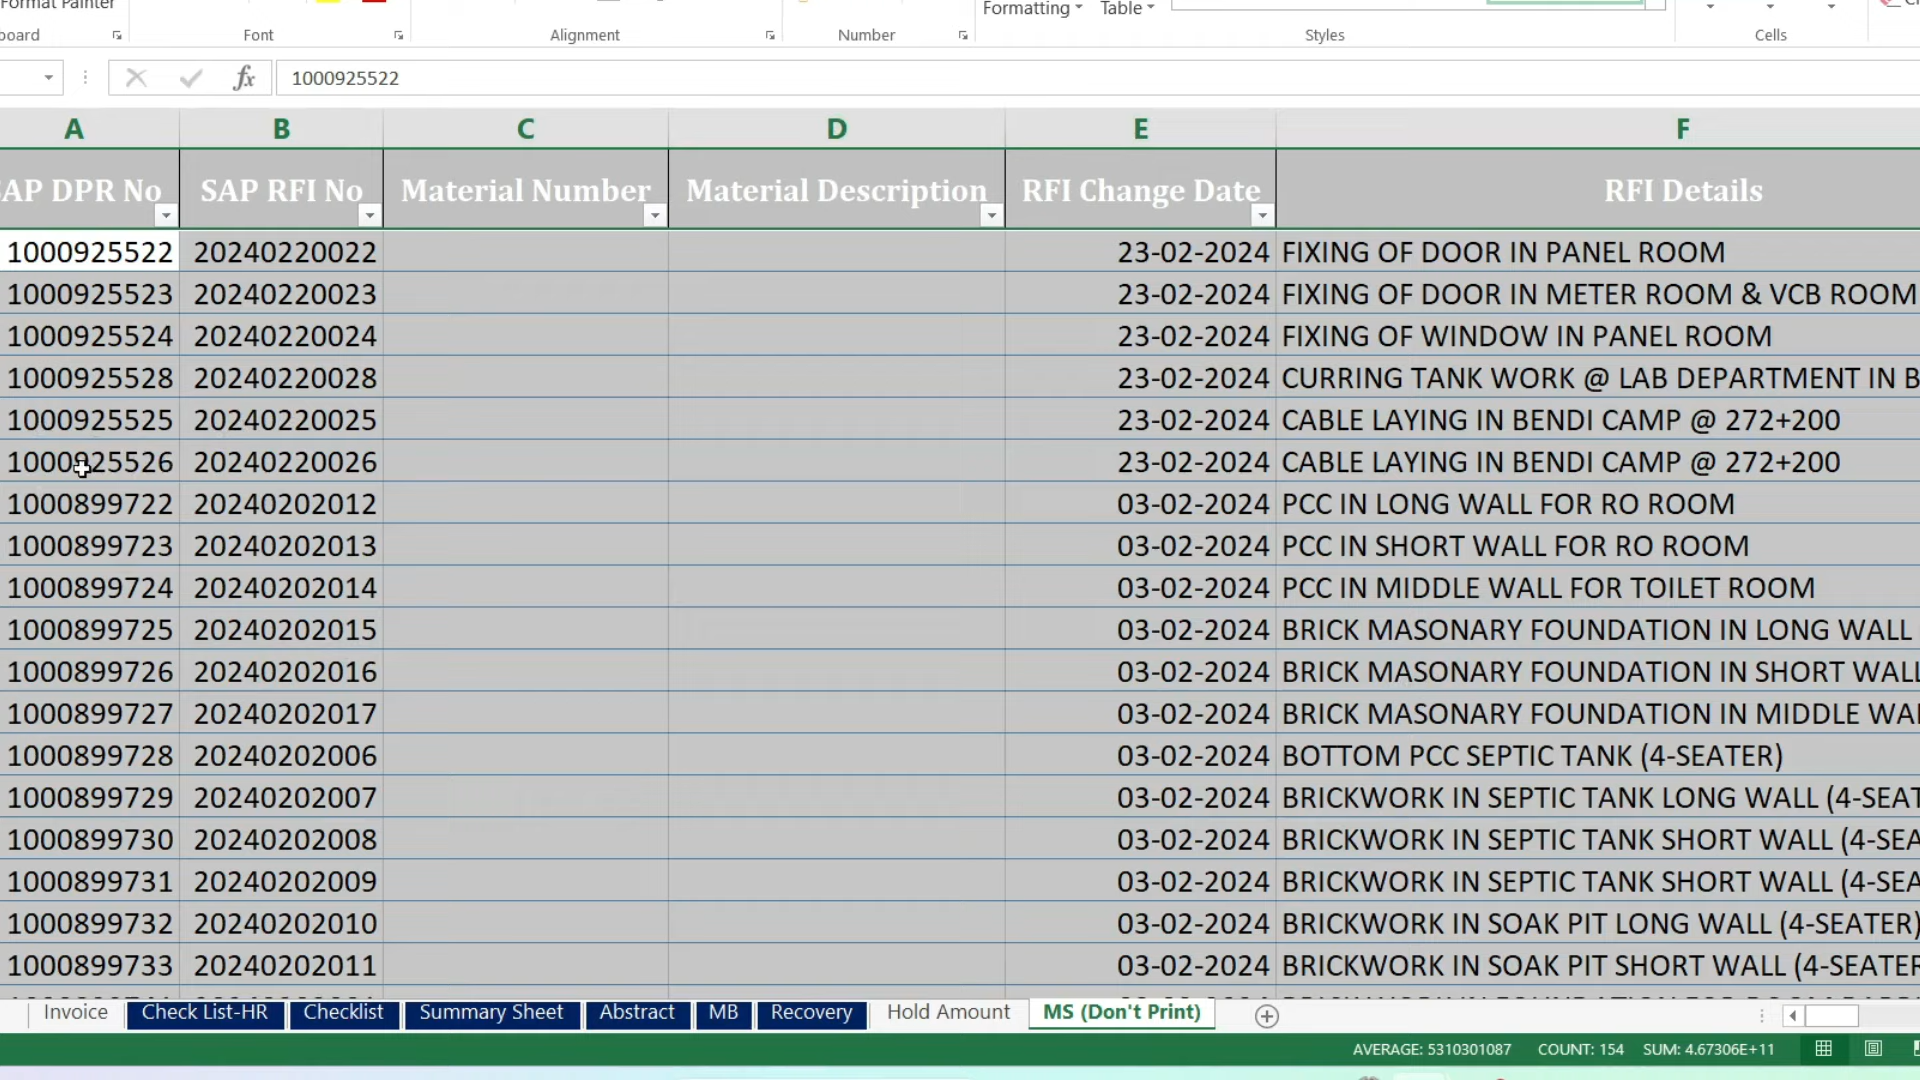 Format Painter
Formatting Table
board Font Alignment Number Styles Cells
fx 1000925522
A B C D E F
SAP DPR No SAP RFI No Material Number Material Description RFI Change Date RFI Details
1000925522 20240220022 23-02-2024 FIXING OF DOOR IN PANEL ROOM
1000925523 20240220023 23-02-2024 FIXING OF DOOR IN METER ROOM & VCB ROOM
1000925524 20240220024 23-02-2024 FIXING OF WINDOW IN PANEL ROOM
1000925528 20240220028 23-02-2024 CURRING TANK WORK @ LAB DEPARTMENT IN B
1000925525 20240220025 23-02-2024 CABLE LAYING IN BENDI CAMP @ 272+200
1000925526 20240220026 23-02-2024 CABLE LAYING IN BENDI CAMP @ 272+200
1000899722 20240202012 03-02-2024 PCC IN LONG WALL FOR RO ROOM
1000899723 20240202013 03-02-2024 PCC IN SHORT WALL FOR RO ROOM
1000899724 20240202014 03-02-2024 PCC IN MIDDLE WALL FOR TOILET ROOM
1000899725 20240202015 03-02-2024 BRICK MASONARY FOUNDATION IN LONG WALL
1000899726 20240202016 03-02-2024 BRICK MASONARY FOUNDATION IN SHORT WALL
1000899727 20240202017 03-02-2024 BRICK MASONARY FOUNDATION IN MIDDLE WAL
1000899728 20240202006 03-02-2024 BOTTOM PCC SEPTIC TANK (4-SEATER)
1000899729 20240202007 03-02-2024 BRICKWORK IN SEPTIC TANK LONG WALL (4-SEAT
1000899730 20240202008 03-02-2024 BRICKWORK IN SEPTIC TANK SHORT WALL (4-SEA
1000899731 20240202009 03-02-2024 BRICKWORK IN SEPTIC TANK SHORT WALL (4-SEA
1000899732 20240202010 03-02-2024 BRICKWORK IN SOAK PIT LONG WALL (4-SEATER)
1000899733 20240202011 03-02-2024 BRICKWORK IN SOAK PIT SHORT WALL (4-SEATER
Invoice Check List-HR Checklist Summary Sheet Abstract MB Recovery Hold Amount MS (Don't Print)
AVERAGE: 5310301087 COUNT: 154 SUM: 4.67306E+11